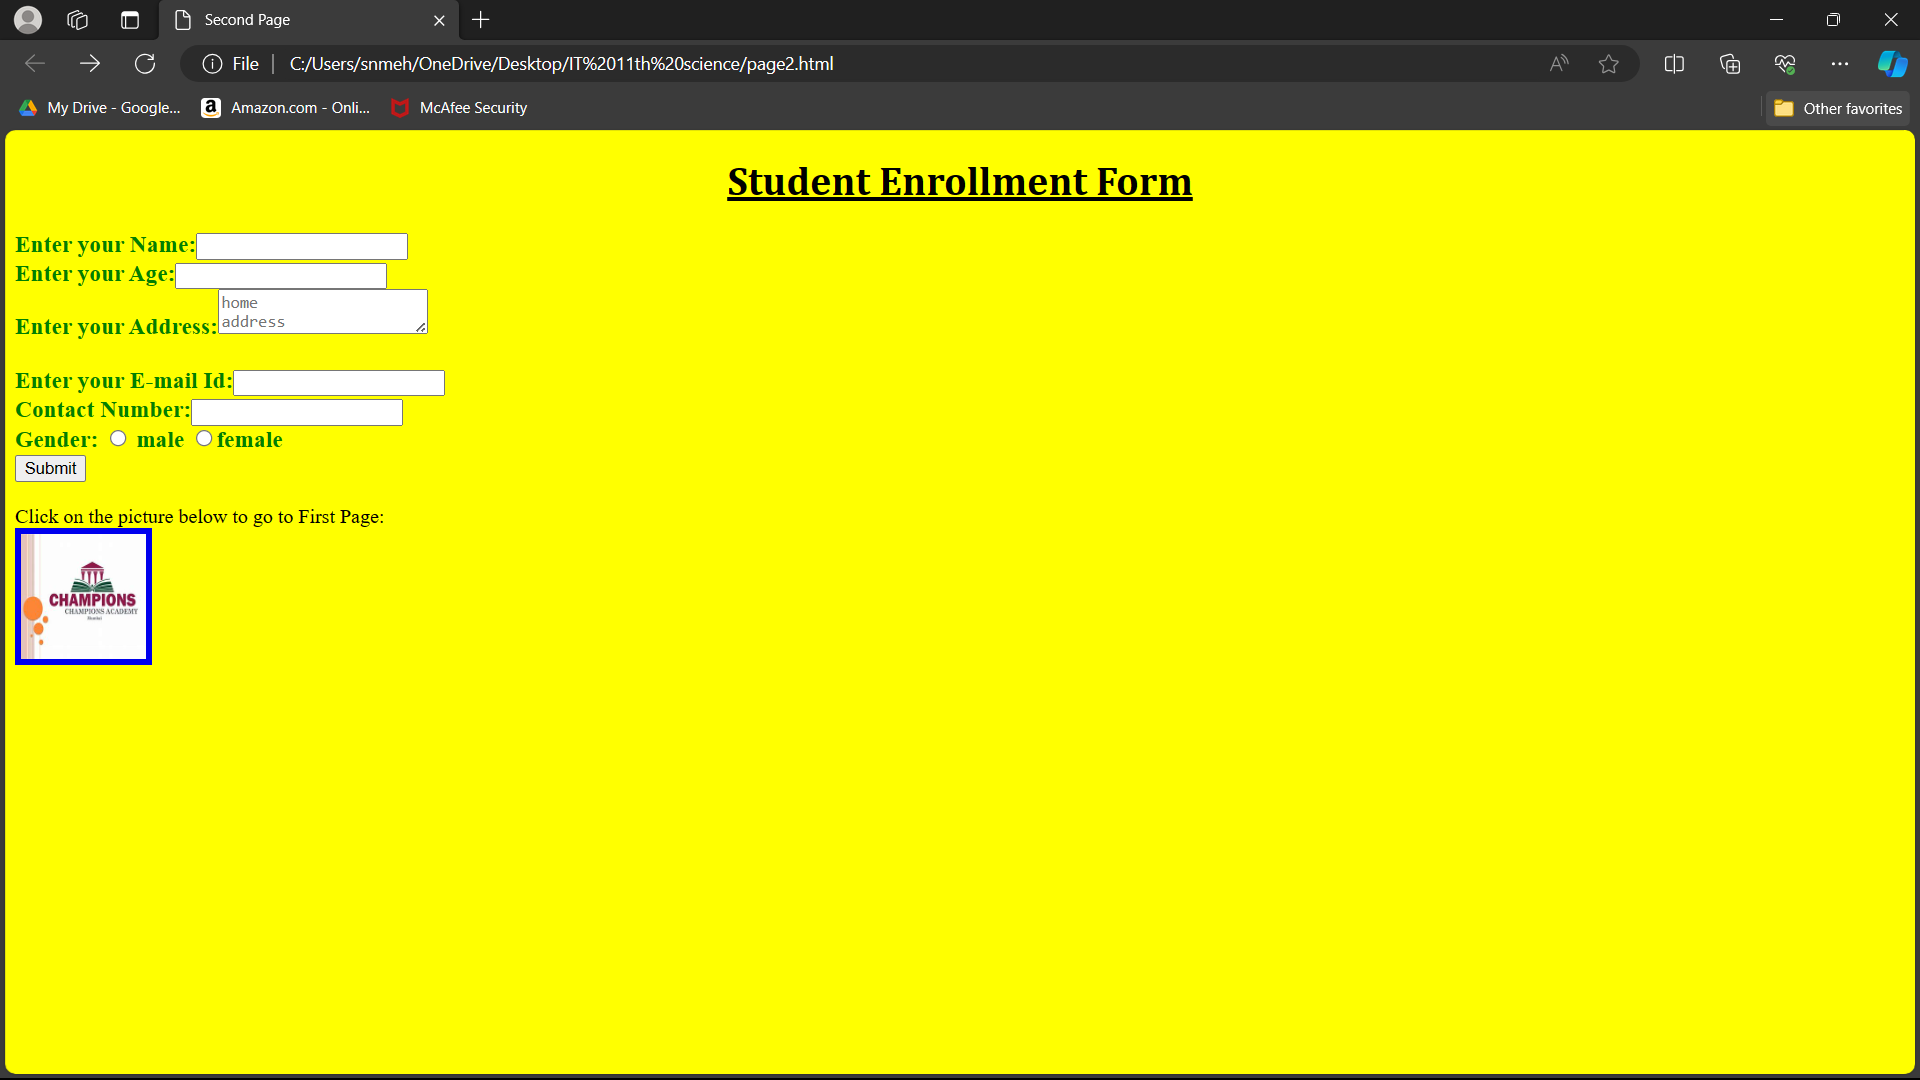 Second Page
File
C:/Users/snmeh/OneDrive/Desktop/IT%2011th%20science/page2.html
My Drive - Google... Amazon.com - Onli... McAfee Security Other favorites
Student Enrollment Form
Enter your Name:
Enter your Age:
home
address
Enter your Address:
Enter your E-mail Id:
Contact Number:
Gender: male female
Submit
Click on the picture below to go to First Page:
CHAMPIONS
CHAMPIONS ACADEMY
Mumbai